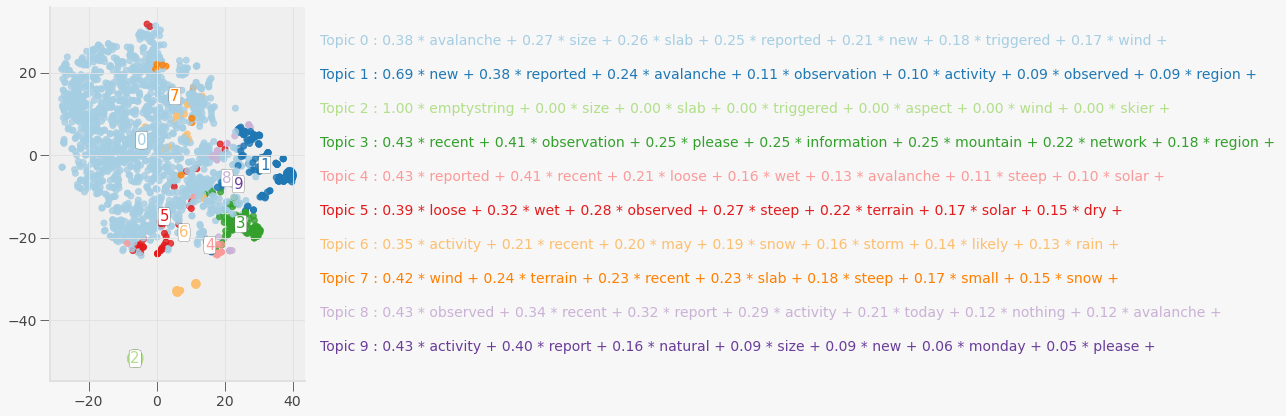 Topic 0 : 0.38 * avalanche + 0.27 * size + 0.26 * slab + 0.25 * reported + 0.21 * new + 0.18 * triggered + 0.17 * wind +
Topic 1 : 0.69 * new + 0.38 * reported + 0.24 * avalanche + 0.11 * observation + 0.10 * activity + 0.09 * observed + 0.09 * region +
Topic 2 : 1.00 * emptystring + 0.00 * size + 0.00 * slab + 0.00 * triggered + 0.00 * aspect + 0.00 * wind + 0.00 * skier +
Topic 3 : 0.43 * recent + 0.41 * observation + 0.25 * please + 0.25 * information + 0.25 * mountain + 0.22 * network + 0.18 * region +
Topic 4 : 0.43 * reported + 0.41 * recent + 0.21 * loose + 0.16 * wet + 0.13 * avalanche + 0.11 * steep + 0.10 * solar +
Topic 5 : 0.39 * loose + 0.32 * wet + 0.28 * observed + 0.27 * steep + 0.22 * terrain + 0.17 * solar + 0.15 * dry +
Topic 6 : 0.35 * activity + 0.21 * recent + 0.20 * may + 0.19 * snow + 0.16 * storm + 0.14 * likely + 0.13 * rain +
Topic 7 : 0.42 * wind + 0.24 * terrain + 0.23 * recent + 0.23 * slab + 0.18 * steep + 0.17 * small + 0.15 * snow +
Topic 8 : 0.43 * observed + 0.34 * recent + 0.32 * report + 0.29 * activity + 0.21 * today + 0.12 * nothing + 0.12 * avalanche +
Topic 9 : 0.43 * activity + 0.40 * report + 0.16 * natural + 0.09 * size + 0.09 * new + 0.06 * monday + 0.05 * please +
20
0
−20
−40
−20 0 20 40
7
0
1
8
9
5
3
6
4
2